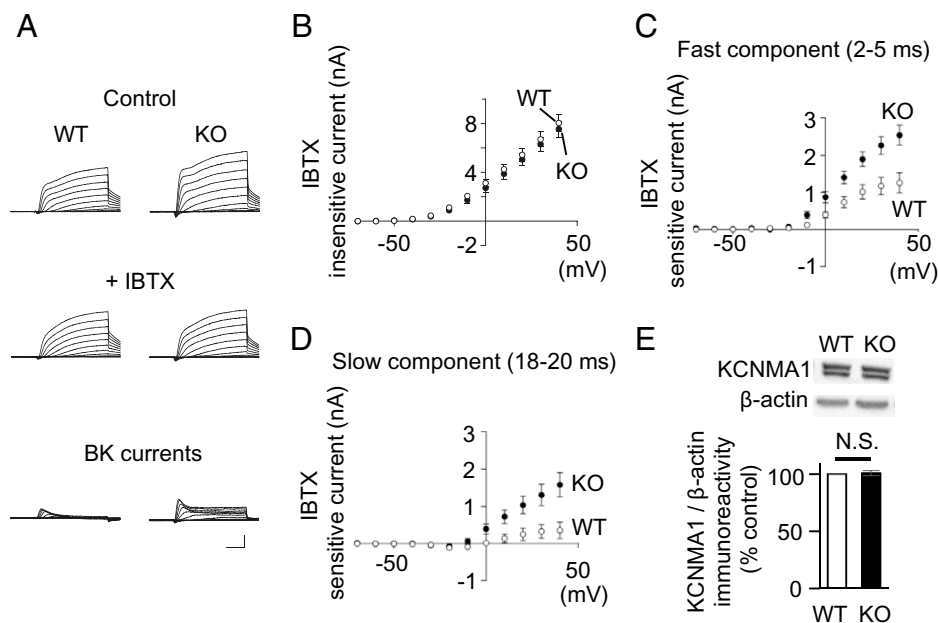 A
Control
WT KO
+ IBTX
BK currents
B
IBTX
insensitive current (nA)
8
4
-2
-50
50
(mV)
WT
KO
C
Fast component (2-5 ms)
IBTX
sensitive current (nA)
3
2
1
-1
-50
50
(mV)
KO
WT
D
Slow component (18-20 ms)
IBTX
sensitive current (nA)
3
2
1
-1
-50
50
(mV)
KO
WT
E
WT KO
KCNMA1
β-actin
N.S.
KCNMA1 / β-actin
immunoreactivity
(% control)
100
50
0
WT KO